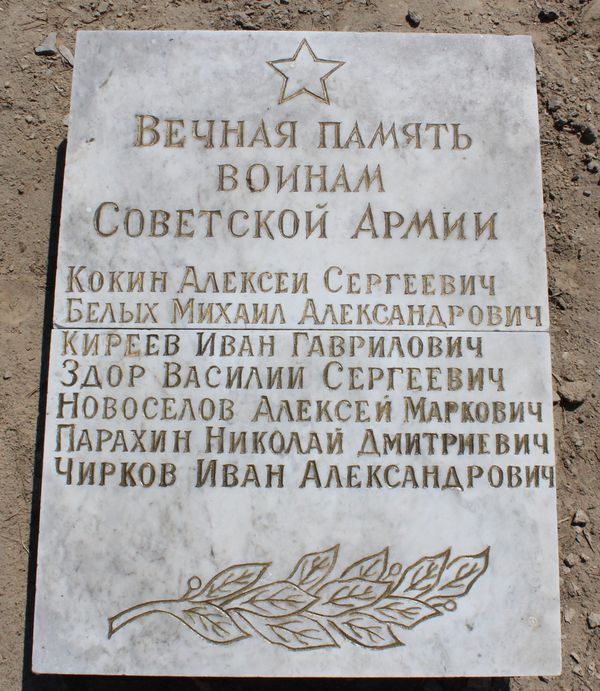 ВЕЧНАЯ ПАМЯТЬ
ВОИНАМ
СОВЕТСКОЙ АРМИИ
КОКИН АЛЕКСЕИ СЕРГЕЕВИЧ
БЕЛЫХ МИХАИЛ АЛЕКСАНДРОВИЧ
КИРЕЕВ ИВАН ГАВРИЛОВИЧ
ЗДОР ВАСИЛИИ СЕРГЕЕВИЧ
НОВОСЕЛОВ АЛЕКСЕЙ МАРКОВИЧ
ПАРАХИН НИКОЛАЙ ДМИТРИЕВИЧ
ЧИРКОВ ИВАН АЛЕКСАНДРОВИЧ